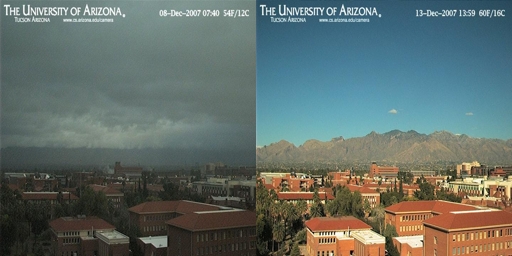 THE UNIVERSITY OF ARIZONA® 08-Dec-2007 07:40 54F/12C
TUCSON ARIZONA www.cs.arizona.edu/camera
THE UNIVERSITY OF ARIZONA® 13-Dec-2007 13:59 60F/16C
TUCSON ARIZONA www.cs.arizona.edu/camera